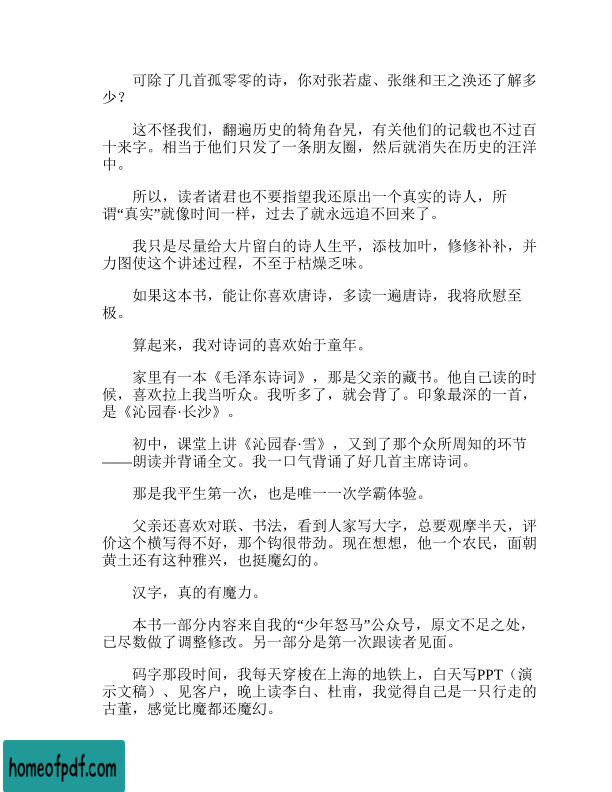 可除了几首孤零零的诗，你对张若虚、张继和王之涣还了解多
少？
这不怪我们，翻遍历史的犄角旮旯，有关他们的记载也不过百
十来字。相当于他们只发了一条朋友圈，然后就消失在历史的汪洋
中。
所以，读者诸君也不要指望我还原出一个真实的诗人，所
谓“真实”就像时间一样，过去了就永远追不回来了。
我只是尽量给大片留白的诗人生平，添枝加叶，修修补补，并
力图使这个讲述过程，不至于枯燥乏味。
如果这本书，能让你喜欢唐诗，多读一遍唐诗，我将欣慰至
极。
算起来，我对诗词的喜欢始于童年。
家里有一本《毛泽东诗词》，那是父亲的藏书。他自己读的时
候，喜欢拉上我当听众。我听多了，就会背了。印象最深的一首，
是《沁园春·长沙》。
初中，课堂上讲《沁园春·雪》，又到了那个众所周知的环节
——朗读并背诵全文。我一口气背诵了好几首主席诗词。
那是我平生第一次，也是唯一一次学霸体验。
父亲还喜欢对联、书法，看到人家写大字，总要观摩半天，评
价这个横写得不好，那个钩很带劲。现在想想，他一个农民，面朝
黄土还有这种雅兴，也挺魔幻的。
汉字，真的有魔力。
本书一部分内容来自我的“少年怒马”公众号，原文不足之处，
已尽数做了调整修改。另一部分是第一次跟读者见面。
码字那段时间，我每天穿梭在上海的地铁上，白天写PPT（演
示文稿）、见客户，晚上读李白、杜甫，我觉得自己是一只行走的
古董，感觉比魔都还魔幻。
homeofpdf.com